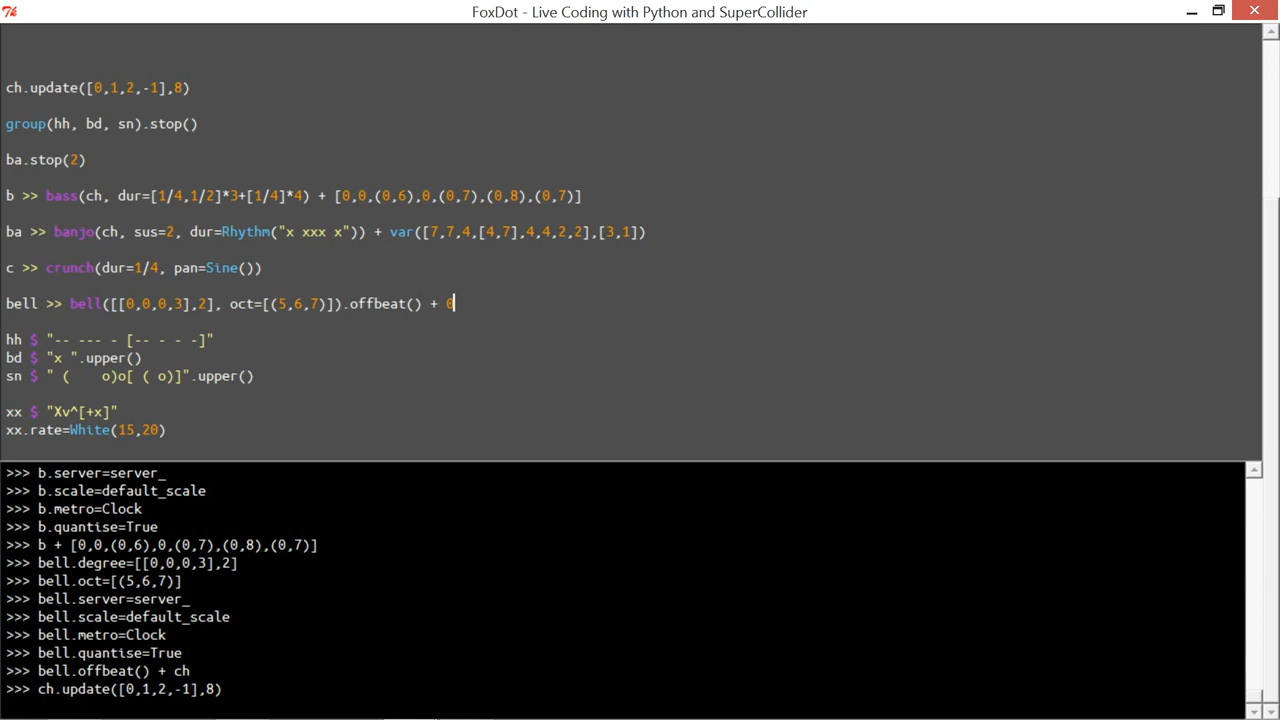 FoxDot - Live Coding with Python and SuperCollider
ch.update([0,1,2,-1],8)
group(hh, bd, sn).stop()
ba.stop(2)
b >> bass(ch, dur=[1/4,1/2]*3+[1/4]*4) + [0,0,(0,6),0,(0,7),(0,8),(0,7)]
ba >> banjo(ch, sus=2, dur=Rhythm("x xxx x")) + var([7,7,4,[4,7],4,4,2,2],[3,1])
c >> crunch(dur=1/4, pan=Sine())
bell >> bell([[0,0,0,3],2], oct=[(5,6,7)]).offbeat() + 0
hh $ "-- --- - [-- - - -]"
bd $ "x ".upper()
sn $ " (    o)o[ ( o)]".upper()
xx $ "Xv^[+x]"
xx.rate=White(15,20)
>>> b.server=server_
>>> b.scale=default_scale
>>> b.metro=Clock
>>> b.quantise=True
>>> b + [0,0,(0,6),0,(0,7),(0,8),(0,7)]
>>> bell.degree=[[0,0,0,3],2]
>>> bell.oct=[(5,6,7)]
>>> bell.server=server_
>>> bell.scale=default_scale
>>> bell.metro=Clock
>>> bell.quantise=True
>>> bell.offbeat() + ch
>>> ch.update([0,1,2,-1],8)